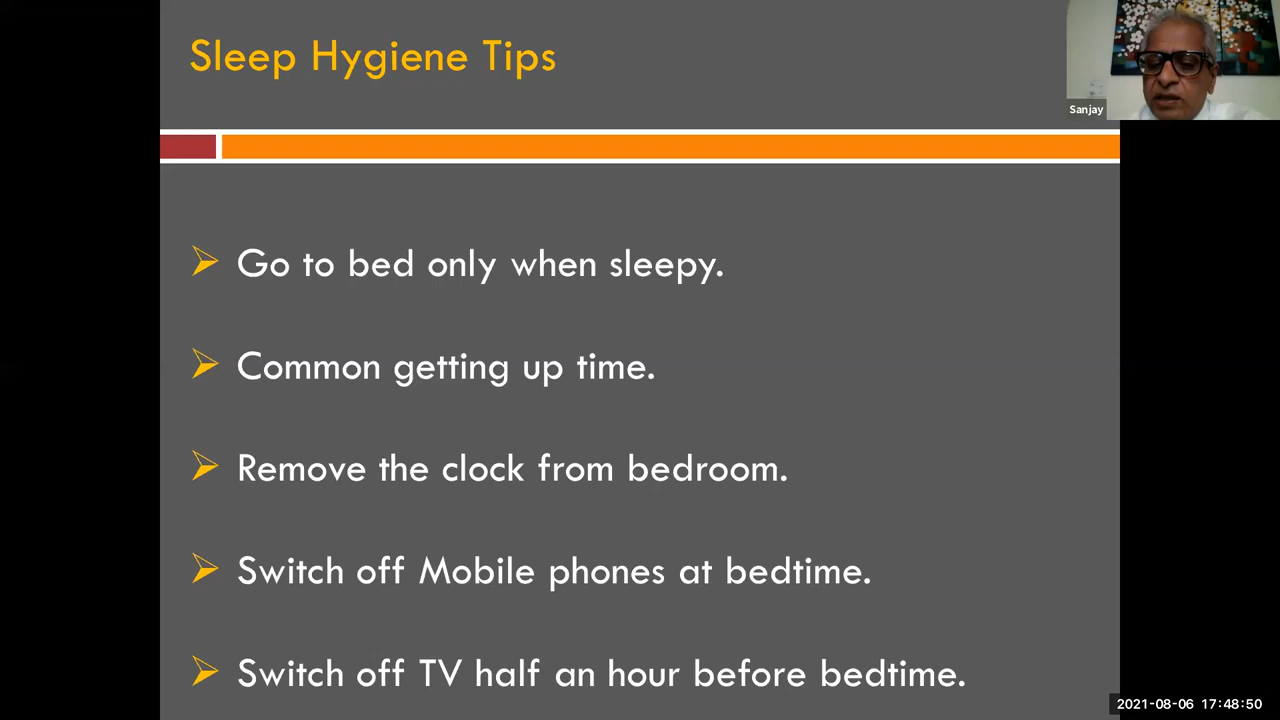 Sleep Hygiene Tips
Sanjay
Go to bed only when sleepy.
Common getting up time.
Remove the clock from bedroom.
Switch off Mobile phones at bedtime.
Switch off TV half an hour before bedtime.
2021-08-06 17:48:50